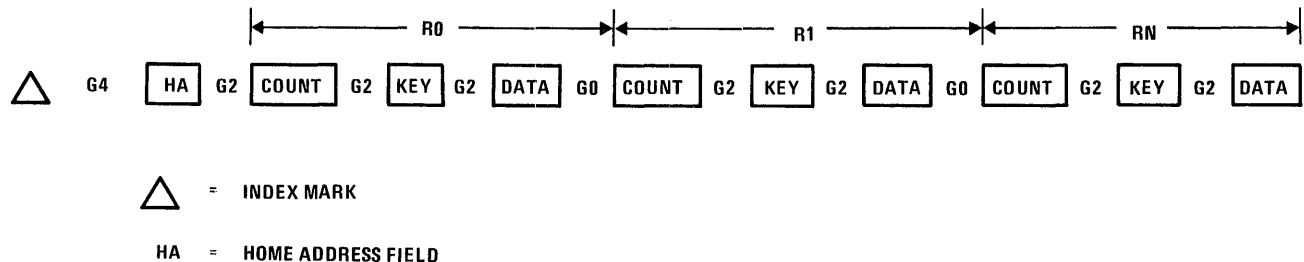 R0 R1 RN
G4 HA G2 COUNT G2 KEY G2 DATA G0 COUNT G2 KEY G2 DATA G0 COUNT G2 KEY G2 DATA
= INDEX MARK
HA = HOME ADDRESS FIELD